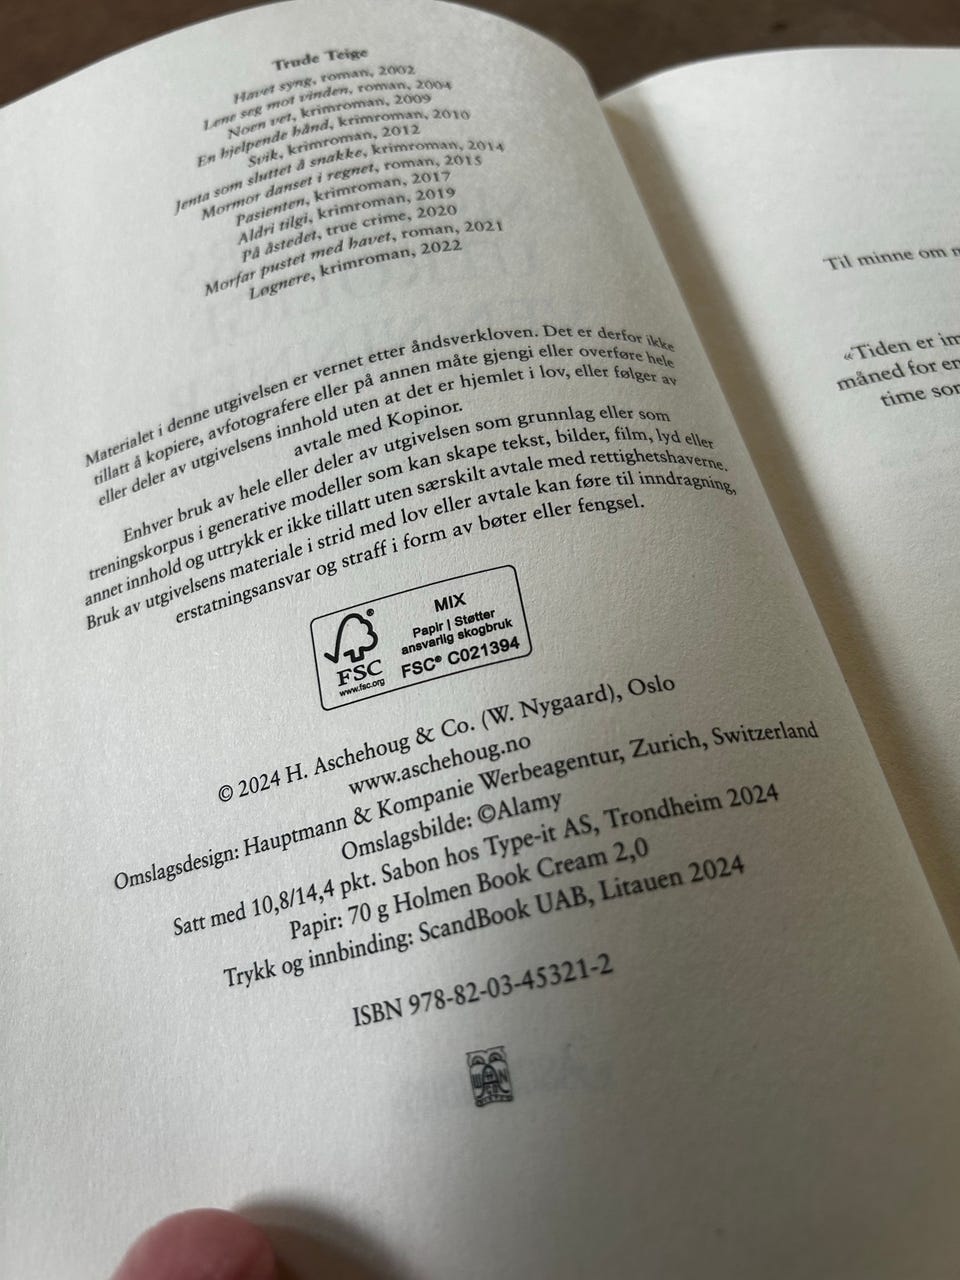 Trude Teige
Havet syng, roman, 2002
Lene seg mot vinden, roman, 2004
Noen vet, krimroman, 2009
En hjelpende hånd, krimroman, 2010
Svik, krimroman, 2012
Jenta som sluttet å snakke, krimroman, 2014
Mormor danset i regnet, roman, 2015
Pasienten, krimroman, 2017
Aldri tilgi, krimroman, 2019
På åstedet, true crime, 2020
Morfar pustet med havet, roman, 2021
Løgnere, krimroman, 2022
Materialet i denne utgivelsen er vernet etter åndsverkloven. Det er derfor ikke
tillatt å kopiere, avfotografere eller på annen måte gjengi eller overføre hele
eller deler av utgivelsens innhold uten at det er hjemlet i lov, eller følger av
avtale med Kopinor.
Enhver bruk av hele eller deler av utgivelsen som grunnlag eller som
treningskorpus i generative modeller som kan skape tekst, bilder, film, lyd eller
annet innhold og uttrykk er ikke tillatt uten særskilt avtale med rettighetshaverne.
Bruk av utgivelsens materiale i strid med lov eller avtale kan føre til inndragning,
erstatningsansvar og straff i form av bøter eller fengsel.
FSC®
www.fsc.org
MIX
Papir | Støtter
ansvarlig skogbruk
FSC® C021394
© 2024 H. Aschehoug & Co. (W. Nygaard), Oslo
www.aschehoug.no
Omslagsdesign: Hauptmann & Kompanie Werbeagentur, Zurich, Switzerland
Omslagsbilde: ©Alamy
Satt med 10,8/14,4 pkt. Sabon hos Type-it AS, Trondheim 2024
Papir: 70 g Holmen Book Cream 2,0
Trykk og innbinding: ScandBook UAB, Litauen 2024
ISBN 978-82-03-45321-2
Til minne om
«Tiden er
måned for
time